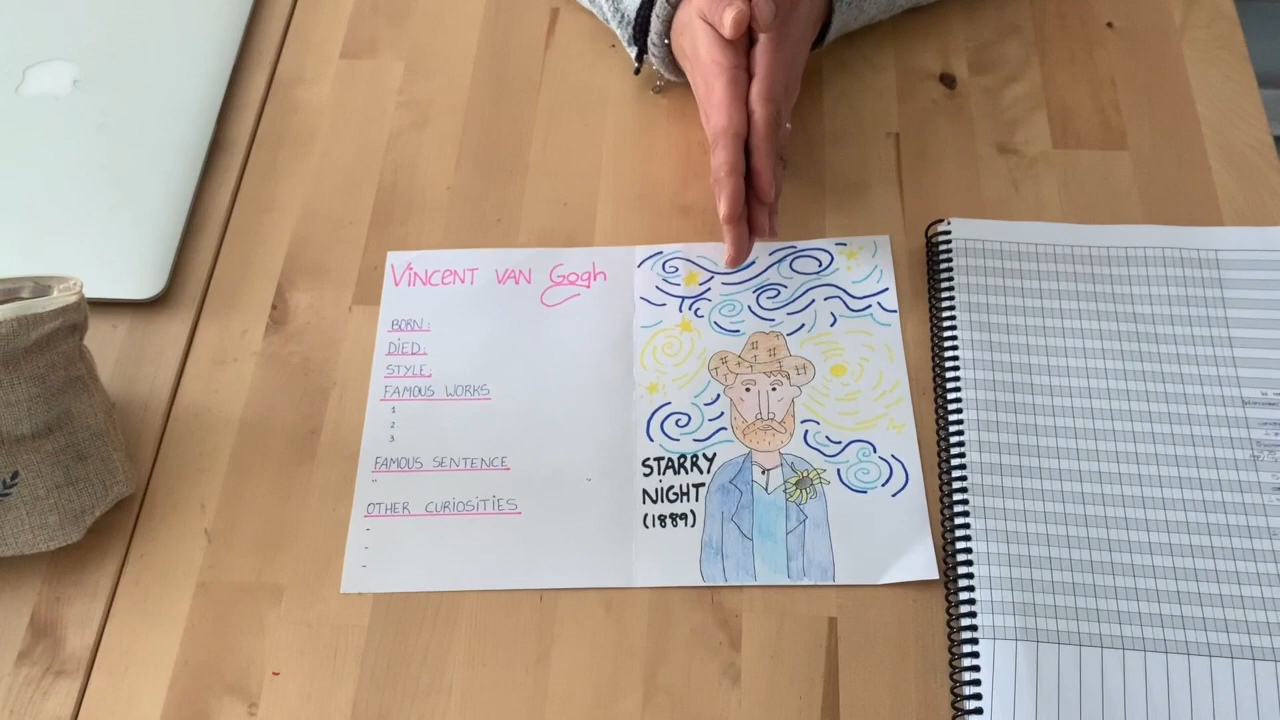 VINCENT VAN Gogh
BORN:
DIED:
STYLE:
FAMOUS WORKS
1
2
3.
FAMOUS SENTENCE
" "
OTHER CURIOSITIES
-
-
-
STARRY
NIGHT
(1889)